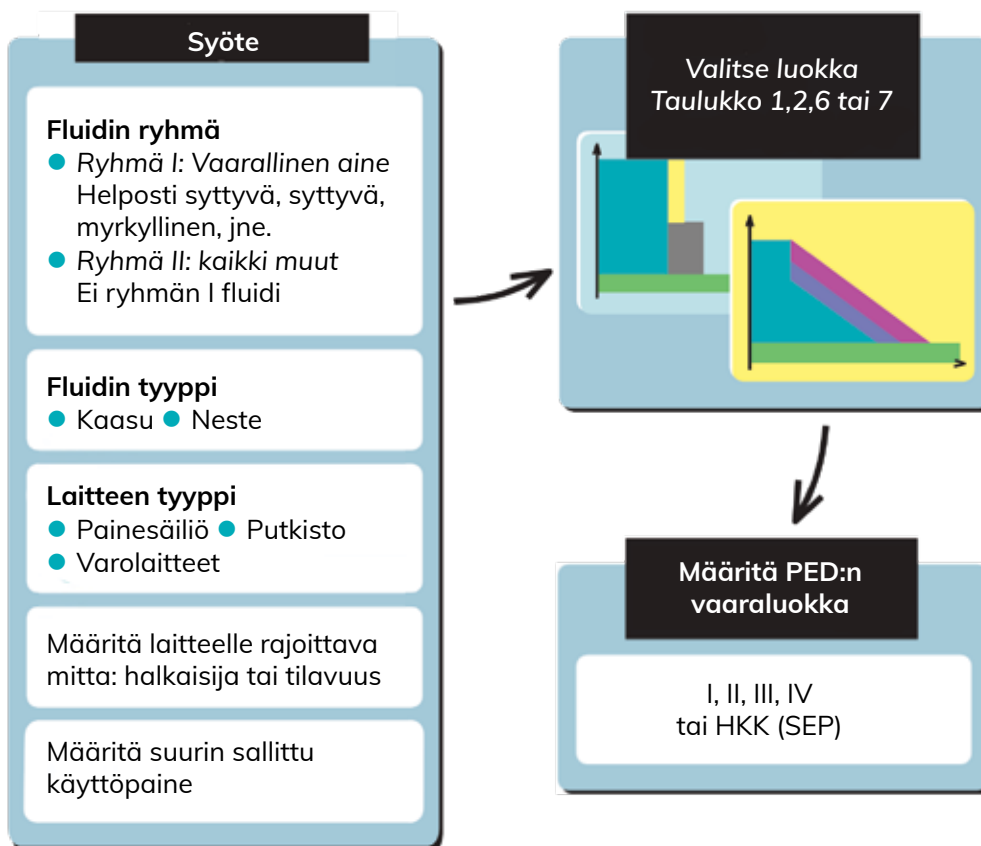 Syöte
Fluidin ryhmä
● Ryhmä I: Vaarallinen aine
Helposti syttyvä, syttyvä,
myrkyllinen, jne.
● Ryhmä II: kaikki muut
Ei ryhmän I fluidi
Fluidin tyyppi
● Kaasu ● Neste
Laitteen tyyppi
● Painesäiliö ● Putkisto
● Varolaitteet
Määritä laitteelle rajoittava
mitta: halkaisija tai tilavuus
Määritä suurin sallittu
käyttöpaine
Valitse luokka
Taulukko 1,2,6 tai 7
Määritä PED:n
vaaraluokka
I, II, III, IV
tai HKK (SEP)